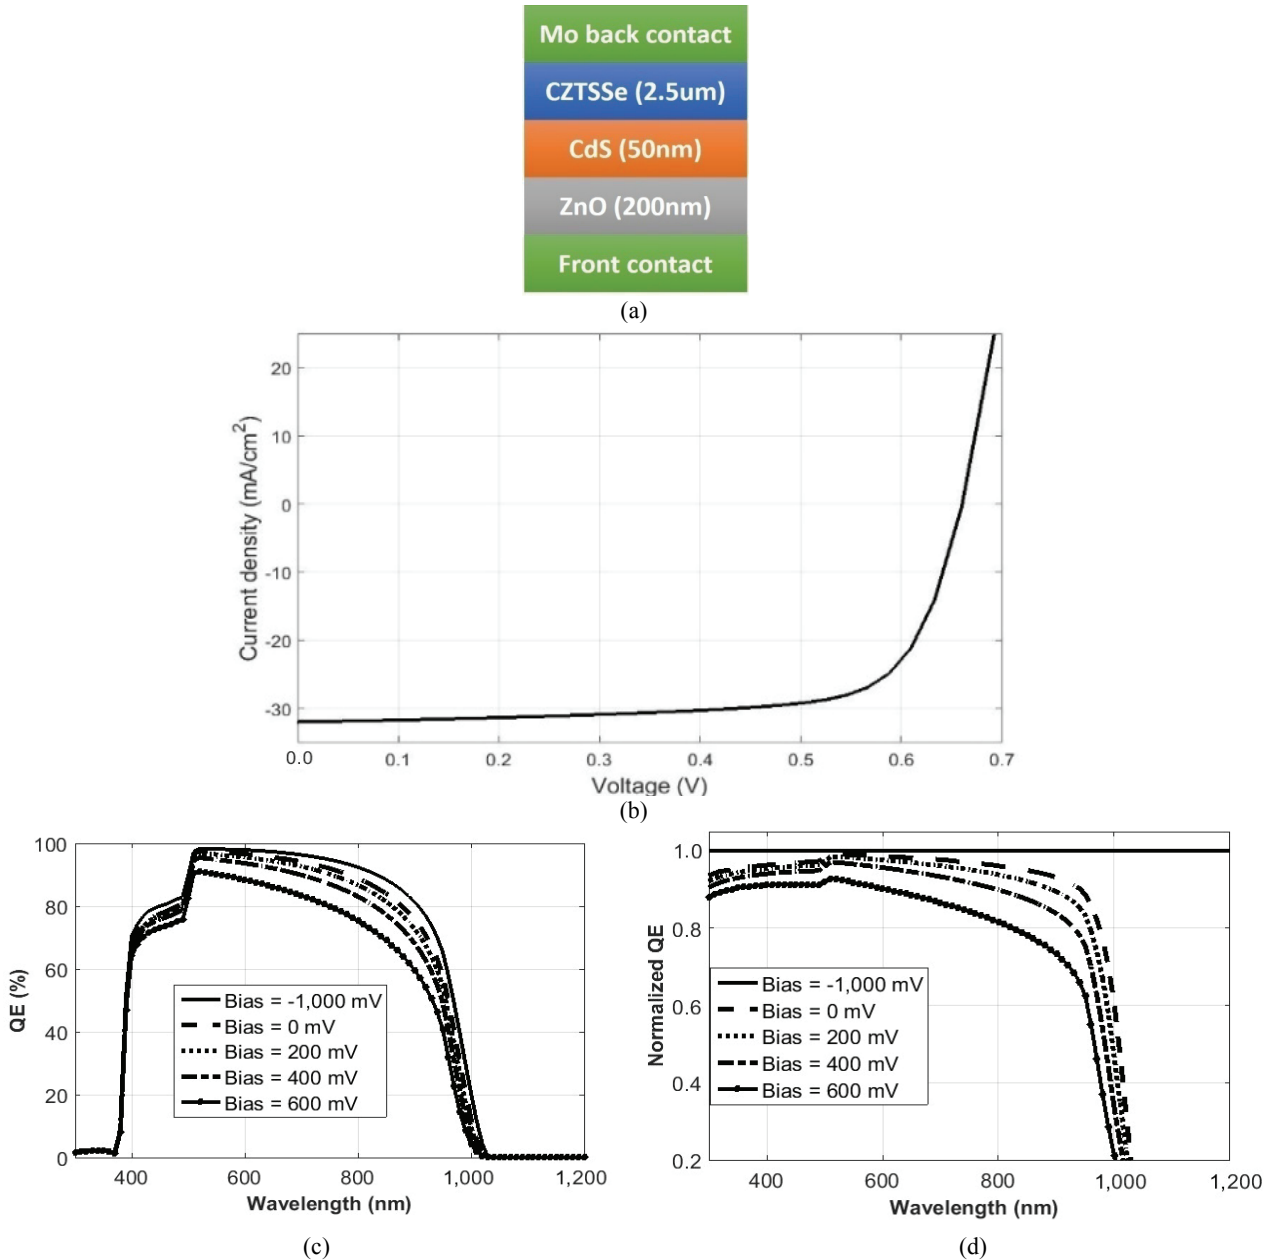 Mo back contact
CZTSSe (2.5um)
CdS (50nm)
ZnO (200nm)
Front contact
(a)
20
10
0
-10
-20
-30
Current density (mA/cm²)
0.0 0.1 0.2 0.3 0.4 0.5 0.6 0.7
Voltage (V)
(b)
100
80
60
40
20
0
QE (%)
Bias = -1,000 mV
Bias = 0 mV
Bias = 200 mV
Bias = 400 mV
Bias = 600 mV
400 600 800 1,000 1,200
Wavelength (nm)
(c)
1.0
0.8
0.6
0.4
0.2
Normalized QE
Bias = -1,000 mV
Bias = 0 mV
Bias = 200 mV
Bias = 400 mV
Bias = 600 mV
400 600 800 1,000 1,200
Wavelength (nm)
(d)